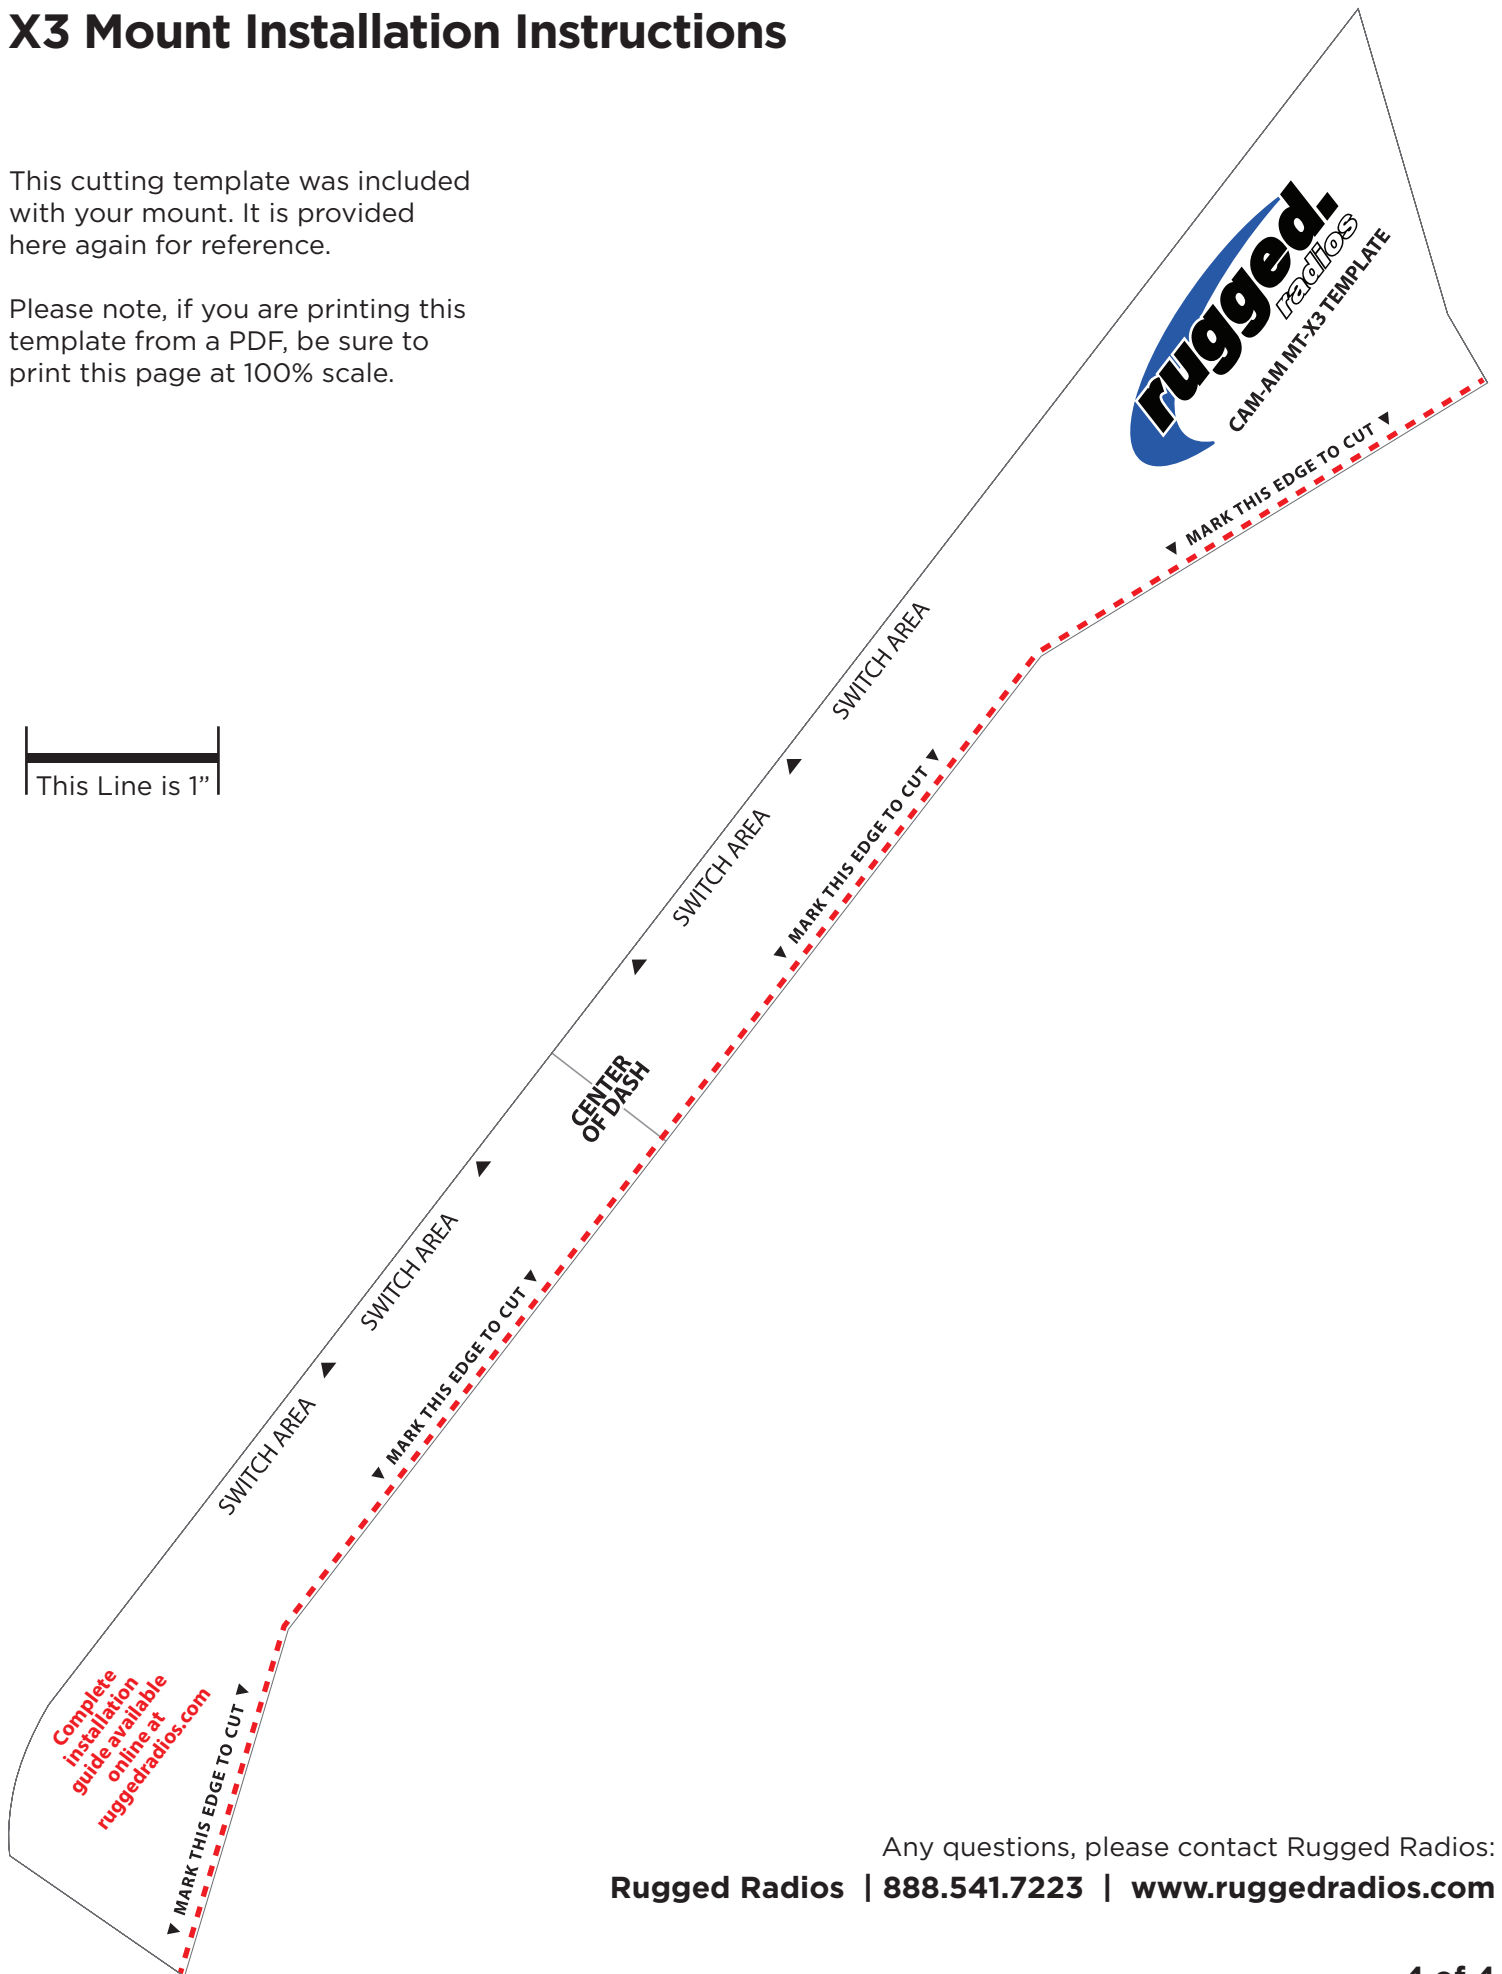 X3 Mount Installation Instructions
This cutting template was included
with your mount. It is provided
here again for reference.
Please note, if you are printing this
template from a PDF, be sure to
print this page at 100% scale.
rugged.
radios
CAM-AM MT-X3 TEMPLATE
MARK THIS EDGE TO CUT
SWITCH AREA
This Line is 1”
MARK THIS EDGE TO CUT
SWITCH AREA
CENTER
OF DASH
SWITCH AREA
MARK THIS EDGE TO CUT
SWITCH AREA
Complete
installation
guide available
online at
ruggedradios.com
MARK THIS EDGE TO CUT
Any questions, please contact Rugged Radios:
Rugged Radios | 888.541.7223 | www.ruggedradios.com
4 of 4